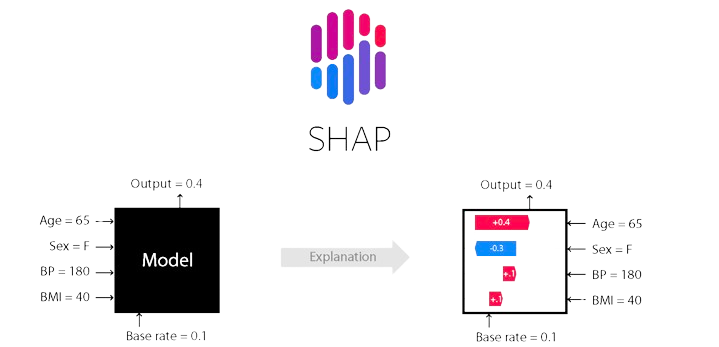 SHAP
Output = 0.4
Age = 65
Sex = F
BP = 180
BMI = 40
Model
Base rate = 0.1
Explanation
Output = 0.4
+0.4
Age = 65
-0.3
Sex = F
+.1
BP = 180
+.1
BMI = 40
Base rate = 0.1